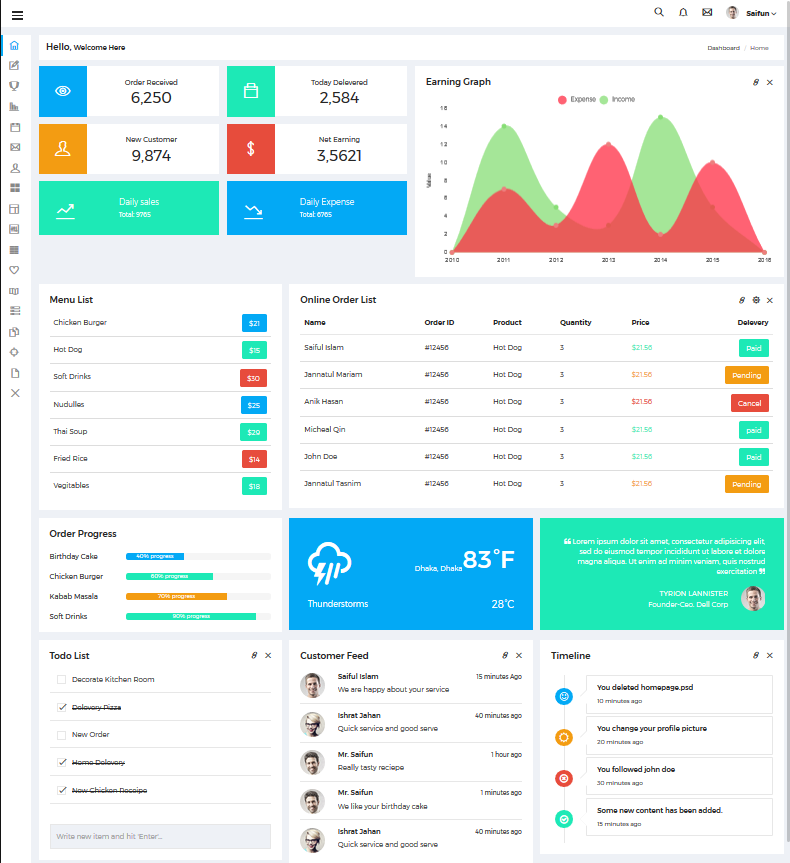 Saifun
Hello, Welcome Here
Dashboard / Home
Order Received
6,250
Today Delevered
2,584
New Customer
9,874
Net Earning
3,5621
Daily sales
Total: 976$
Daily Expense
Total: 676$
Earning Graph
Expense Income
Value
16
14
12
10
8
6
4
2
0
2010 2011 2012 2013 2014 2015 2016
Menu List
Chicken Burger $21
Hot Dog $15
Soft Drinks $30
Nudulles $25
Thai Soup $20
Fried Rice $14
Vegitables $18
Online Order List
Name Order ID Product Quantity Price Delevery
Saiful Islam #12456 Hot Dog 3 $21.56 Paid
Jannatul Mariam #12456 Hot Dog 3 $21.56 Pending
Anik Hasan #12456 Hot Dog 3 $21.56 Cancel
Micheal Qin #12456 Hot Dog 3 $21.56 paid
John Doe #12456 Hot Dog 3 $21.56 Paid
Jannatul Tasnim #12456 Hot Dog 3 $21.56 Pending
Order Progress
Birthday Cake 40% progress
Chicken Burger 60% progress
Kabab Masala 70% progress
Soft Drinks 90% progress
Dhaka, Dhaka 83°F
Thunderstorms 28°C
❝ Lorem ipsum dolor sit amet, consectetur adipisicing elit,
sed do eiusmod tempor incididunt ut labore et dolore
magna aliqua. Ut enim ad minim veniam, quis nostrud
exercitation ❞
TYRION LANNISTER
Founder-Ceo, Dell Corp
Todo List
Decorate Kitchen Room
Delevery Pizza
New Order
Home Delevery
New Chicken Receipe
Write new item and hit 'Enter'...
Customer Feed
Saiful Islam 15 minutes Ago
We are happy about your service
Ishrat Jahan 40 minutes ago
Quick service and good serve
Mr. Saifun 1 hour ago
Really tasty reciepe
Mr. Saifun 1 minutes ago
We like your birthday cake
Ishrat Jahan 40 minutes ago
Quick service and good serve
Timeline
You deleted homepage.psd
10 minutes ago
You change your profile picture
20 minutes ago
You followed john doe
30 minutes ago
Some new content has been added.
15 minutes ago